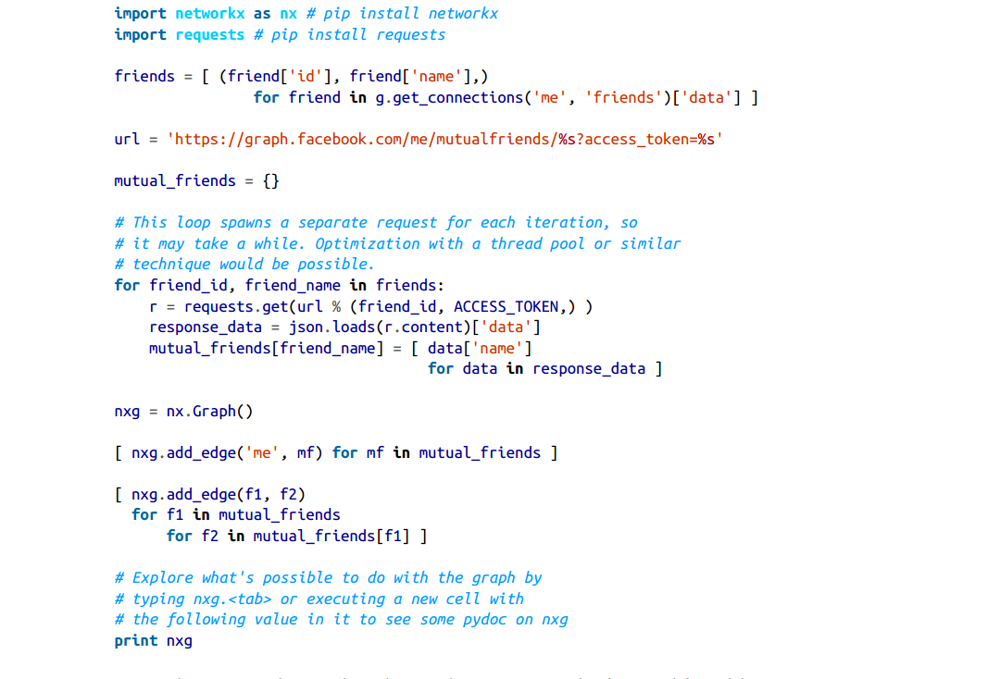 import networkx as nx # pip install networkx
import requests # pip install requests

friends = [ (friend['id'], friend['name'],)
                for friend in g.get_connections('me', 'friends')['data'] ]

url = 'https://graph.facebook.com/me/mutualfriends/%s?access_token=%s'

mutual_friends = {}

# This loop spawns a separate request for each iteration, so
# it may take a while. Optimization with a thread pool or similar
# technique would be possible.
for friend_id, friend_name in friends:
    r = requests.get(url % (friend_id, ACCESS_TOKEN,) )
    response_data = json.loads(r.content)['data']
    mutual_friends[friend_name] = [ data['name']
                                    for data in response_data ]

nxg = nx.Graph()

[ nxg.add_edge('me', mf) for mf in mutual_friends ]

[ nxg.add_edge(f1, f2)
  for f1 in mutual_friends
      for f2 in mutual_friends[f1] ]

# Explore what's possible to do with the graph by
# typing nxg.<tab> or executing a new cell with
# the following value in it to see some pydoc on nxg
print nxg